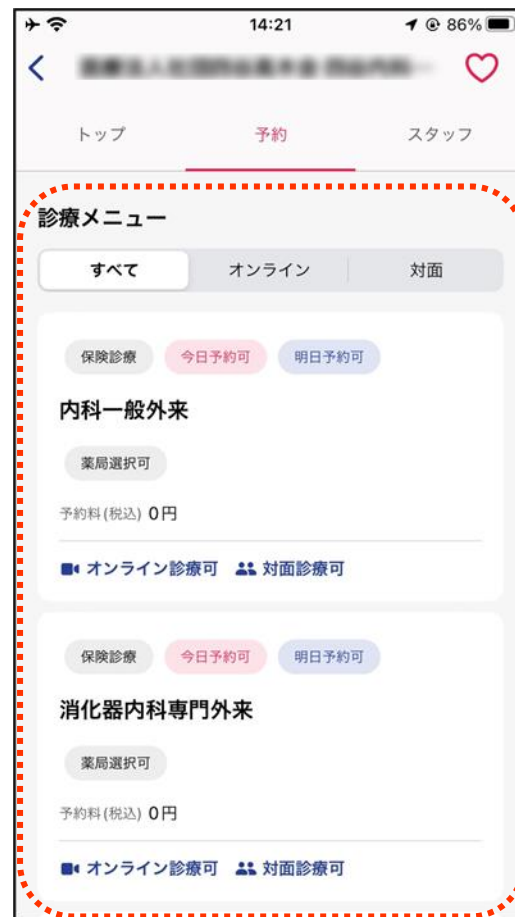 14:21
86%
トップ
予約
スタッフ
診療メニュー
すべて
オンライン
対面
保険診療 今日予約可 明日予約可
内科一般外来
薬局選択可
予約料(税込) 0円
オンライン診療可 対面診療可
保険診療 今日予約可 明日予約可
消化器内科専門外来
薬局選択可
予約料(税込) 0円
オンライン診療可 対面診療可